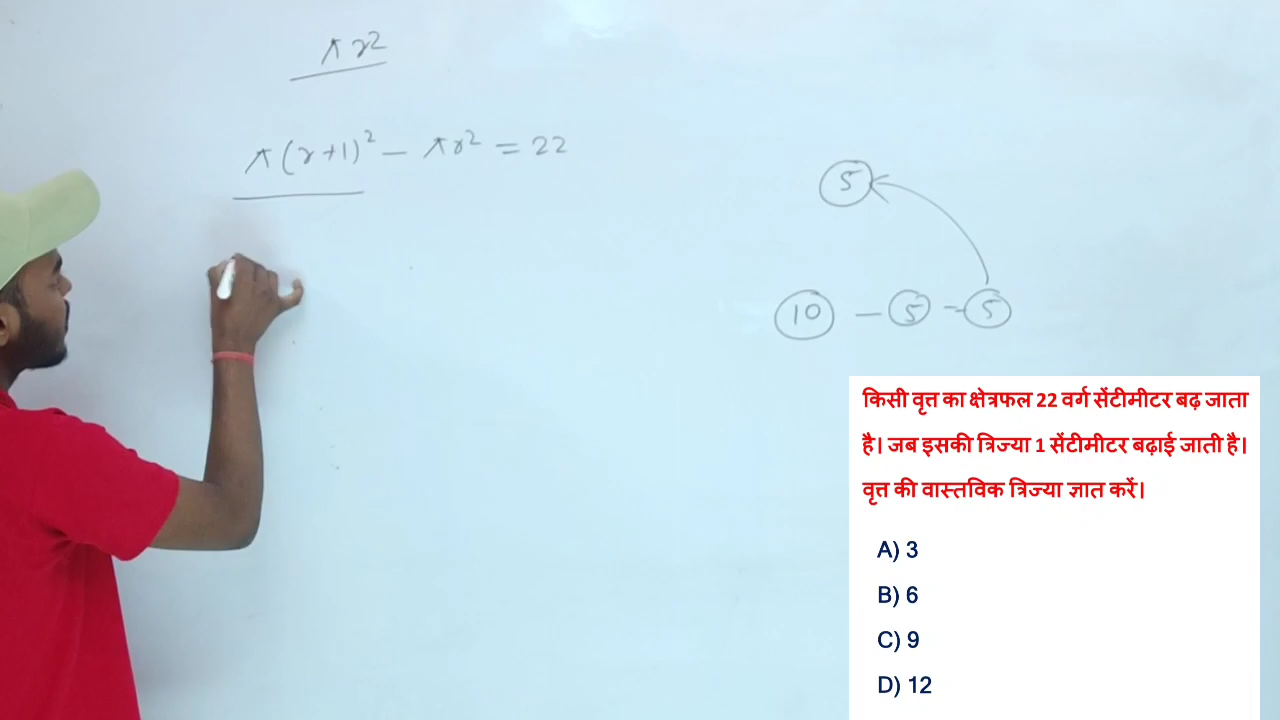 πr²
π(r+1)² - πr² = 22
5
10 - 5 = 5
किसी वृत्त का क्षेत्रफल 22 वर्ग सेंटीमीटर बढ़ जाता
है। जब इसकी त्रिज्या 1 सेंटीमीटर बढ़ाई जाती है।
वृत्त की वास्तविक त्रिज्या ज्ञात करें।
A) 3
B) 6
C) 9
D) 12